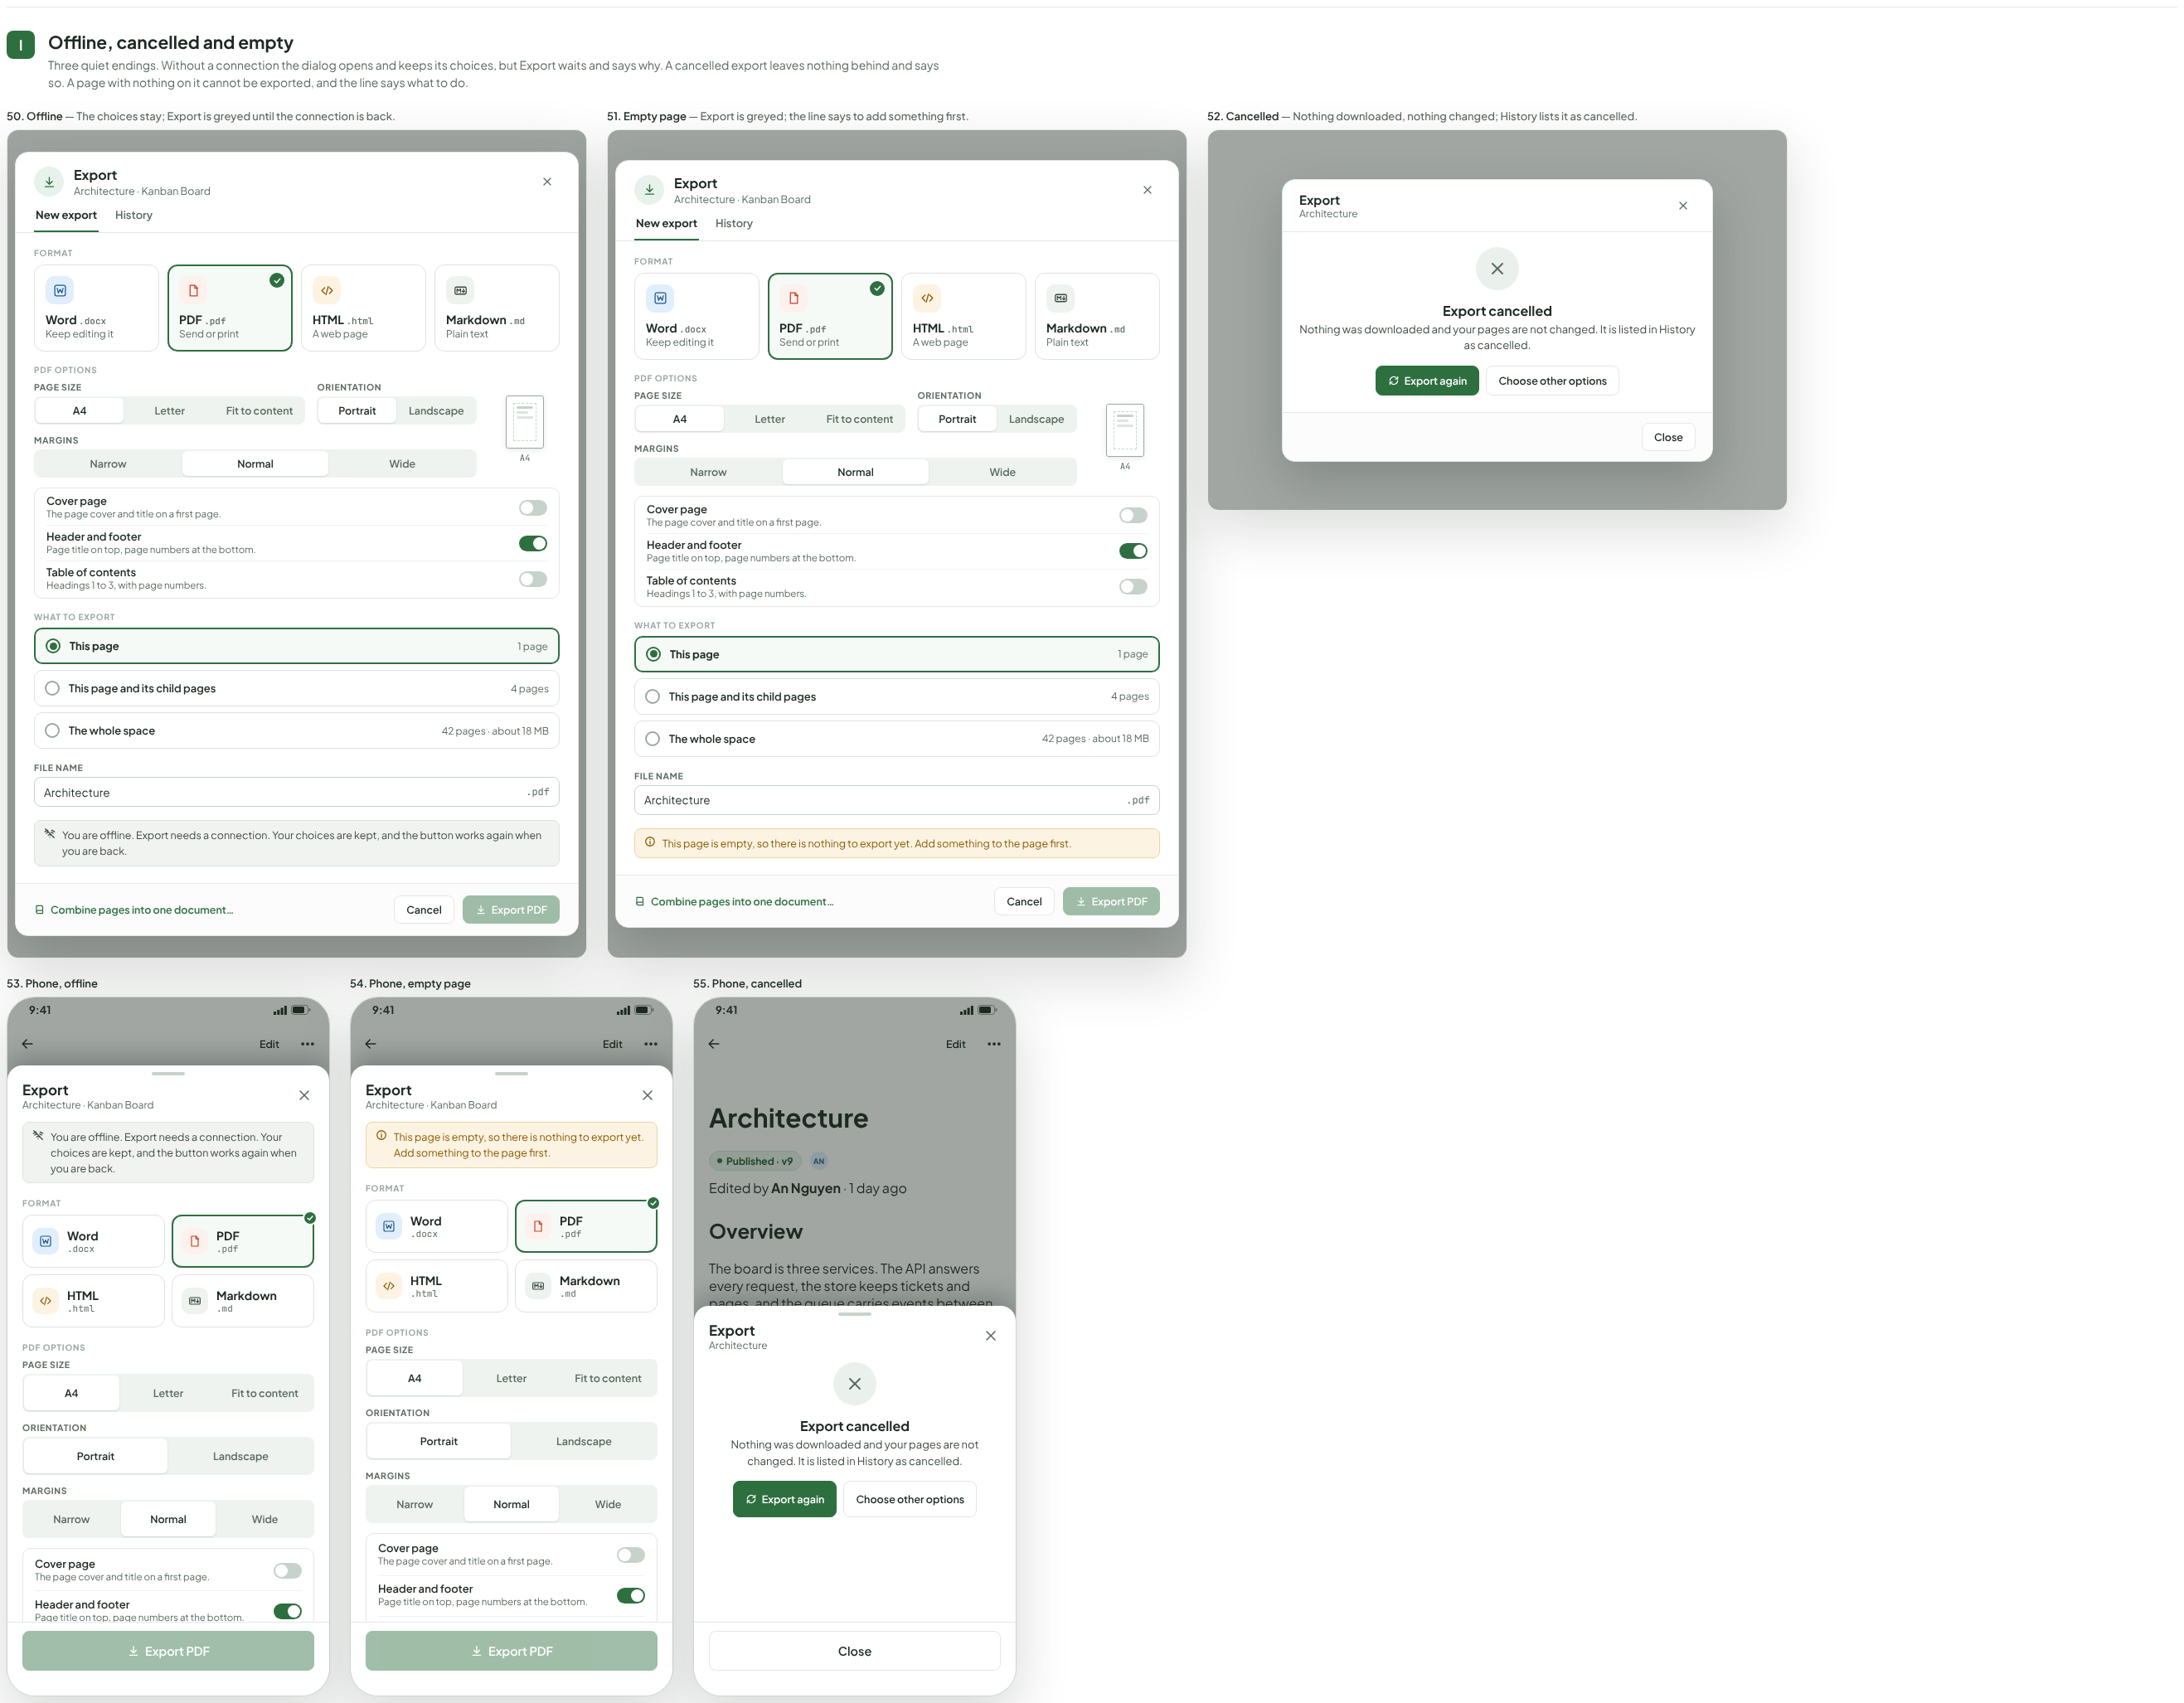 I
Offline, cancelled and empty
Three quiet endings. Without a connection the dialog opens and keeps its choices, but Export waits and says why. A cancelled export leaves nothing behind and says
so. A page with nothing on it cannot be exported, and the line says what to do.
50. Offline — The choices stay; Export is greyed until the connection is back.
Export
Architecture · Kanban Board
New export History
FORMAT
W
Word .docx
Keep editing it
PDF .pdf
Send or print
HTML .html
A web page
Markdown .md
Plain text
PDF OPTIONS
PAGE SIZE
A4 Letter Fit to content
ORIENTATION
Portrait Landscape
A4
MARGINS
Narrow Normal Wide
Cover page
The page cover and title on a first page.
Header and footer
Page title on top, page numbers at the bottom.
Table of contents
Headings 1 to 3, with page numbers.
WHAT TO EXPORT
This page 1 page
This page and its child pages 4 pages
The whole space 42 pages · about 18 MB
FILE NAME
Architecture .pdf
You are offline. Export needs a connection. Your choices are kept, and the button works again when
you are back.
Combine pages into one document... Cancel Export PDF
51. Empty page — Export is greyed; the line says to add something first.
Export
Architecture · Kanban Board
New export History
FORMAT
W
Word .docx
Keep editing it
PDF .pdf
Send or print
HTML .html
A web page
Markdown .md
Plain text
PDF OPTIONS
PAGE SIZE
A4 Letter Fit to content
ORIENTATION
Portrait Landscape
A4
MARGINS
Narrow Normal Wide
Cover page
The page cover and title on a first page.
Header and footer
Page title on top, page numbers at the bottom.
Table of contents
Headings 1 to 3, with page numbers.
WHAT TO EXPORT
This page 1 page
This page and its child pages 4 pages
The whole space 42 pages · about 18 MB
FILE NAME
Architecture .pdf
This page is empty, so there is nothing to export yet. Add something to the page first.
Combine pages into one document... Cancel Export PDF
52. Cancelled — Nothing downloaded, nothing changed; History lists it as cancelled.
Export
Architecture
Export cancelled
Nothing was downloaded and your pages are not changed. It is listed in History
as cancelled.
Export again Choose other options
Close
53. Phone, offline
9:41
Edit
Export
Architecture · Kanban Board
You are offline. Export needs a connection. Your
choices are kept, and the button works again when
you are back.
FORMAT
W
Word
.docx
PDF
.pdf
HTML
.html
Markdown
.md
PDF OPTIONS
PAGE SIZE
A4 Letter Fit to content
ORIENTATION
Portrait Landscape
MARGINS
Narrow Normal Wide
Cover page
The page cover and title on a first page.
Header and footer
Page title on top, page numbers at the bottom.
Export PDF
54. Phone, empty page
9:41
Edit
Export
Architecture · Kanban Board
This page is empty, so there is nothing to export yet.
Add something to the page first.
FORMAT
W
Word
.docx
PDF
.pdf
HTML
.html
Markdown
.md
PDF OPTIONS
PAGE SIZE
A4 Letter Fit to content
ORIENTATION
Portrait Landscape
MARGINS
Narrow Normal Wide
Cover page
The page cover and title on a first page.
Header and footer
Page title on top, page numbers at the bottom.
Export PDF
55. Phone, cancelled
9:41
Edit
Architecture
Published · v9 AN
Edited by An Nguyen · 1 day ago
Overview
The board is three services. The API answers
every request, the store keeps tickets and
pages, and the queue carries events between
Export
Architecture
Export cancelled
Nothing was downloaded and your pages are not
changed. It is listed in History as cancelled.
Export again Choose other options
Close